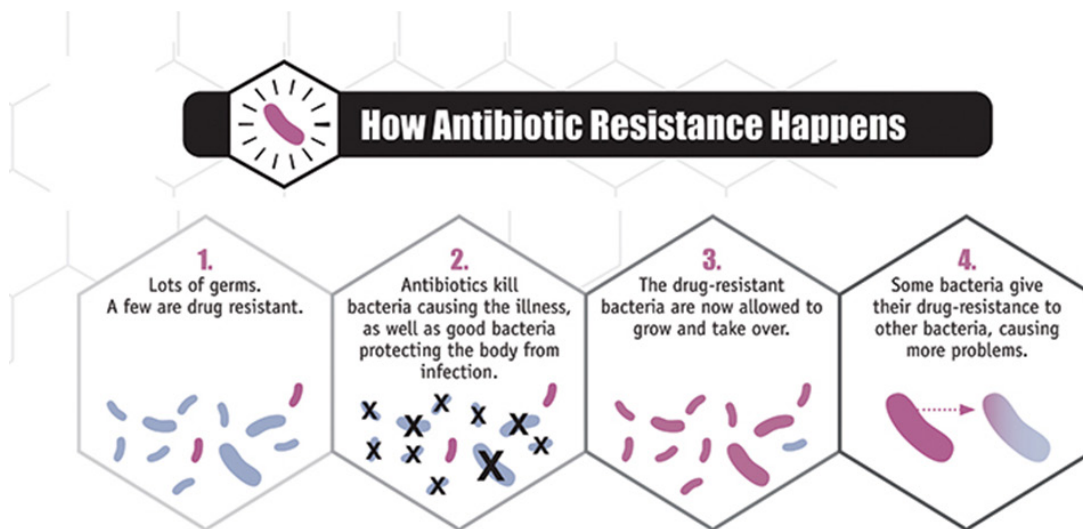 How Antibiotic Resistance Happens
1.
Lots of germs.
A few are drug resistant.
2.
Antibiotics kill
bacteria causing the illness,
as well as good bacteria
protecting the body from
infection.
X X X X X X X X X X
3.
The drug-resistant
bacteria are now allowed to
grow and take over.
4.
Some bacteria give
their drug-resistance to
other bacteria, causing
more problems.